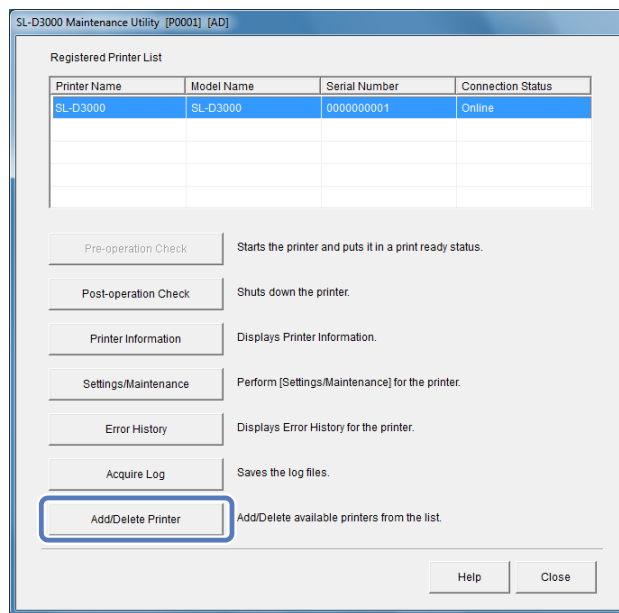 SL-D3000 Maintenance Utility [P0001] [AD]
Registered Printer List
Printer Name Model Name Serial Number Connection Status
SL-D3000 SL-D3000 0000000001 Online
Pre-operation Check Starts the printer and puts it in a print ready status.
Post-operation Check Shuts down the printer.
Printer Information Displays Printer Information.
Settings/Maintenance Perform [Settings/Maintenance] for the printer.
Error History Displays Error History for the printer.
Acquire Log Saves the log files.
Add/Delete Printer Add/Delete available printers from the list.
Help Close